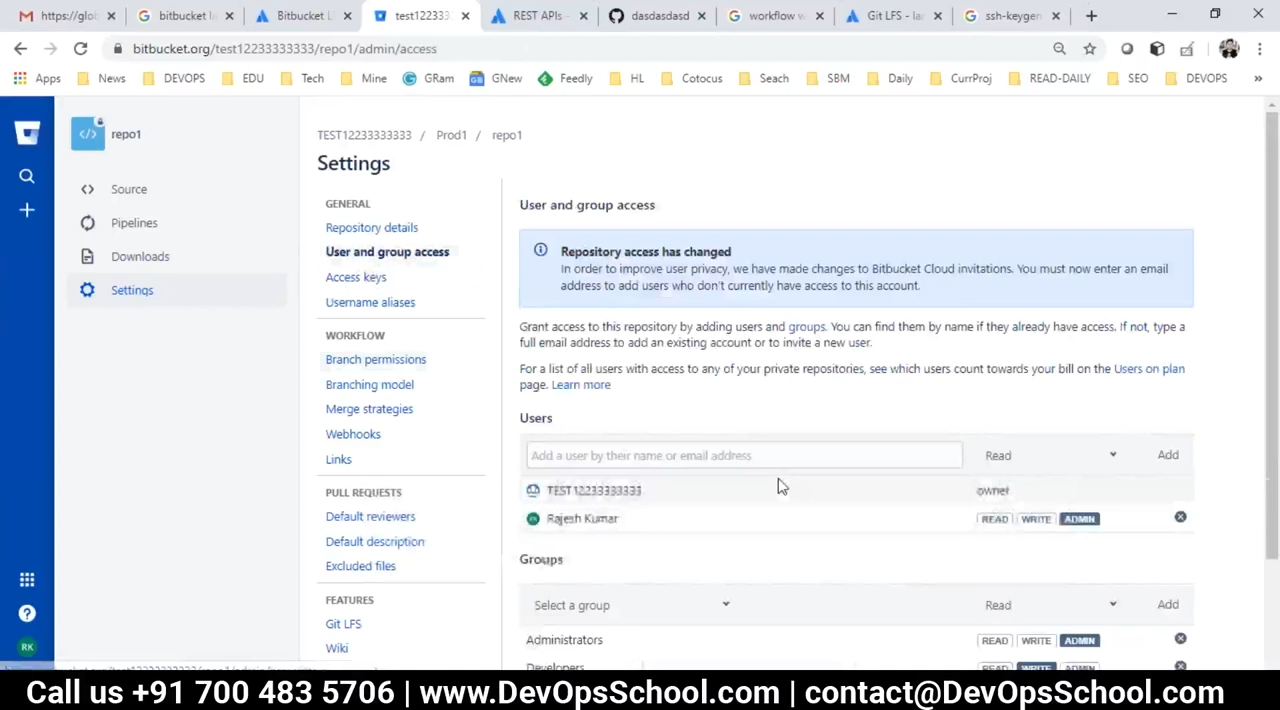 https://glob
bitbucket la
Bitbucket L
test122333
REST APIs –
dasdasdasd
workflow w
Git LFS - la
ssh-keygen
bitbucket.org/test12233333333/repo1/admin/access
Apps
News
DEVOPS
EDU
Tech
Mine
GRam
GNew
Feedly
HL
Cotocus
Seach
SBM
Daily
CurrProj
READ-DAILY
SEO
DEVOPS
»
repo1
Source
Pipelines
Downloads
Settings
RK
TEST12233333333 / Prod1 / repo1
Settings
GENERAL
Repository details
User and group access
Access keys
Username aliases
WORKFLOW
Branch permissions
Branching model
Merge strategies
Webhooks
Links
PULL REQUESTS
Default reviewers
Default description
Excluded files
FEATURES
Git LFS
Wiki
User and group access
Repository access has changed
In order to improve user privacy, we have made changes to Bitbucket Cloud invitations. You must now enter an email
address to add users who don't currently have access to this account.
Grant access to this repository by adding users and groups. You can find them by name if they already have access. If not, type a
full email address to add an existing account or to invite a new user.
For a list of all users with access to any of your private repositories, see which users count towards your bill on the Users on plan
page. Learn more
Users
Add a user by their name or email address Read Add
TEST12233333333 owner
Rajesh Kumar READ WRITE ADMIN
Groups
Select a group Read Add
Administrators READ WRITE ADMIN
Developers READ WRITE ADMIN
Call us +91 700 483 5706 | www.DevOpsSchool.com | contact@DevOpsSchool.com